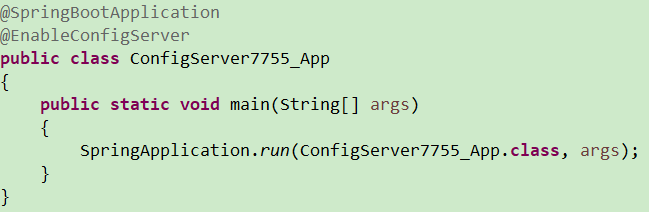 @SpringBootApplication
@EnableConfigServer
public class ConfigServer7755_App
{
    public static void main(String[] args)
    {
        SpringApplication.run(ConfigServer7755_App.class, args);
    }
}